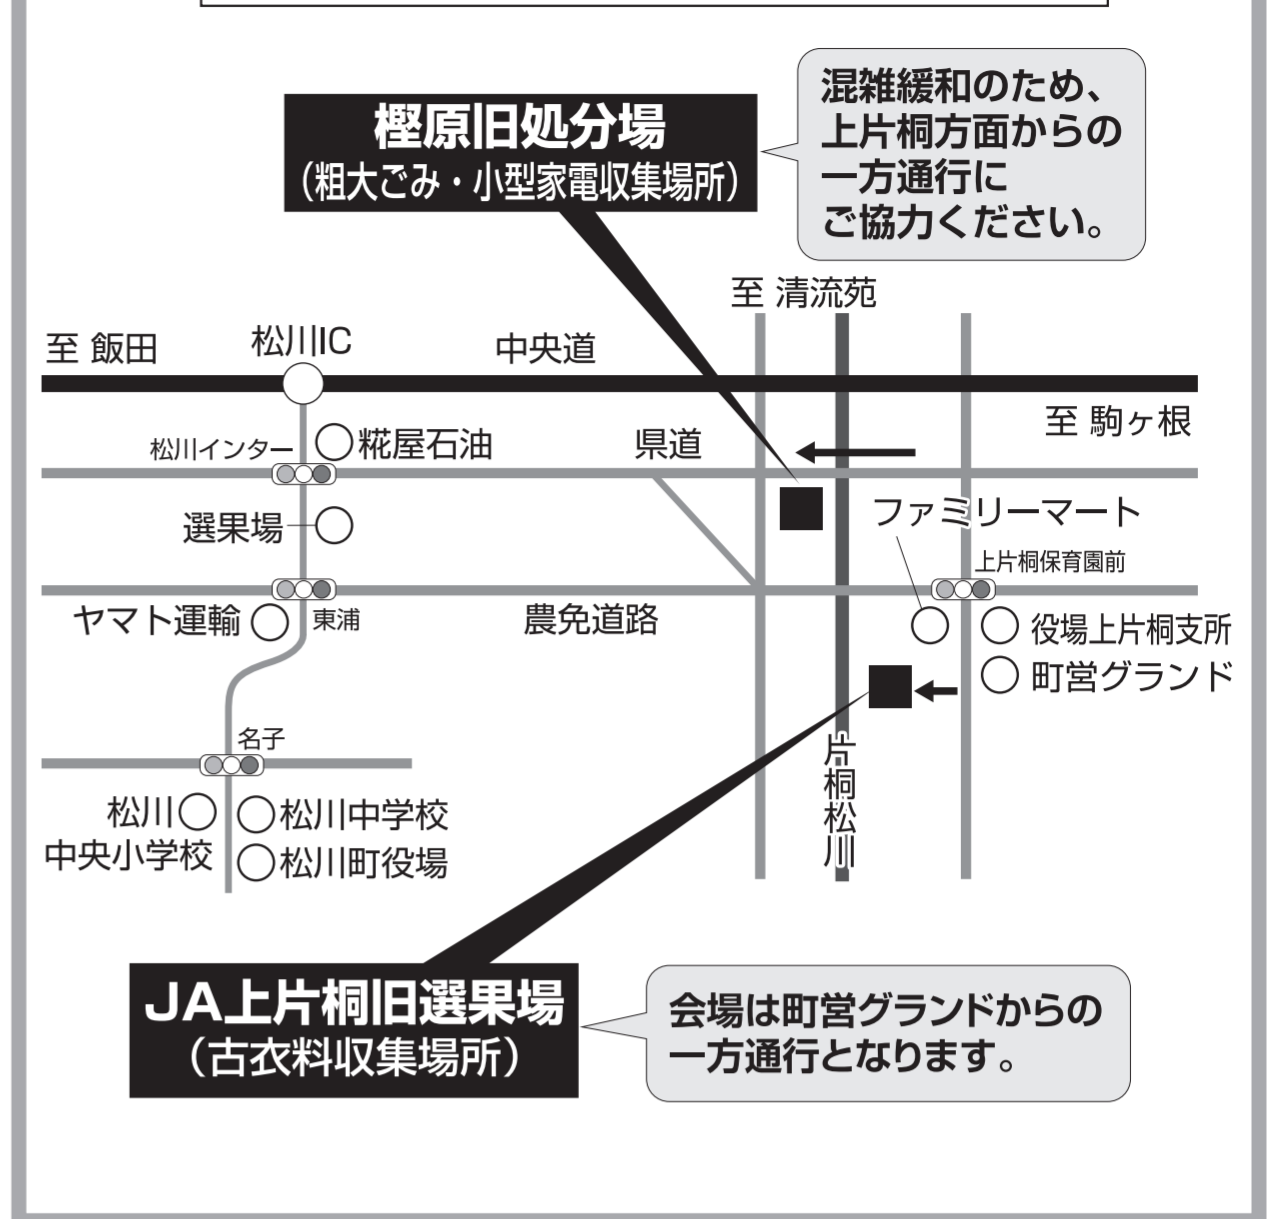 樫原旧処分場
（粗大ごみ・小型家電収集場所）
混雑緩和のため、
上片桐方面からの
一方通行に
ご協力ください。
至 清流苑
至 飯田
松川IC
中央道
至 駒ヶ根
松川インター
糀屋石油
県道
選果場
ファミリーマート
上片桐保育園前
ヤマト運輸
東浦
農免道路
役場上片桐支所
町営グランド
名子
片桐松川
松川
中央小学校
松川中学校
松川町役場
JA上片桐旧選果場
（古衣料収集場所）
会場は町営グランドからの
一方通行となります。